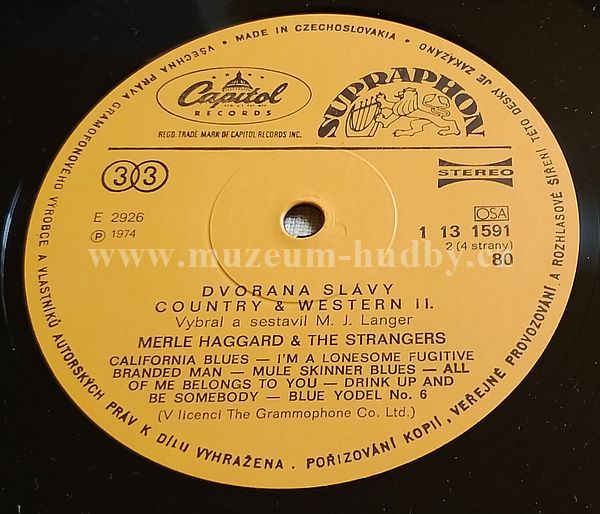 VŠECHNA PRÁVA GRAMOFONOVÉHO VÝROBCE A VLASTNÍKŮ AUTORSKÝCH PRÁV K DÍLU VYHRAŽENA. POŘIZOVÁNÍ KOPIÍ, VEŘEJNÉ PROVOZOVÁNÍ A ROZHLASOVÉ ŠÍŘENÍ TÉTO DESKY JE ZAKÁZÁNO
• MADE IN CZECHOSLOVAKIA •
Capitol
RECORDS
REGD. TRADE MARK OF CAPITOL RECORDS INC.
SUPRAPHON
33
STEREO
E 2926
Ⓟ 1974
OSA
1 13 1591
2 (4 strany)
80
www.muzeum-hudby.c
DVORANA SLÁVY
COUNTRY & WESTERN II.
Vybral a sestavil M. J. Langer
MERLE HAGGARD & THE STRANGERS
CALIFORNIA BLUES — I'M A LONESOME FUGITIVE
BRANDED MAN — MULE SKINNER BLUES — ALL
OF ME BELONGS TO YOU — DRINK UP AND
BE SOMEBODY — BLUE YODEL No. 6
(V licenci The Grammophone Co. Ltd.)